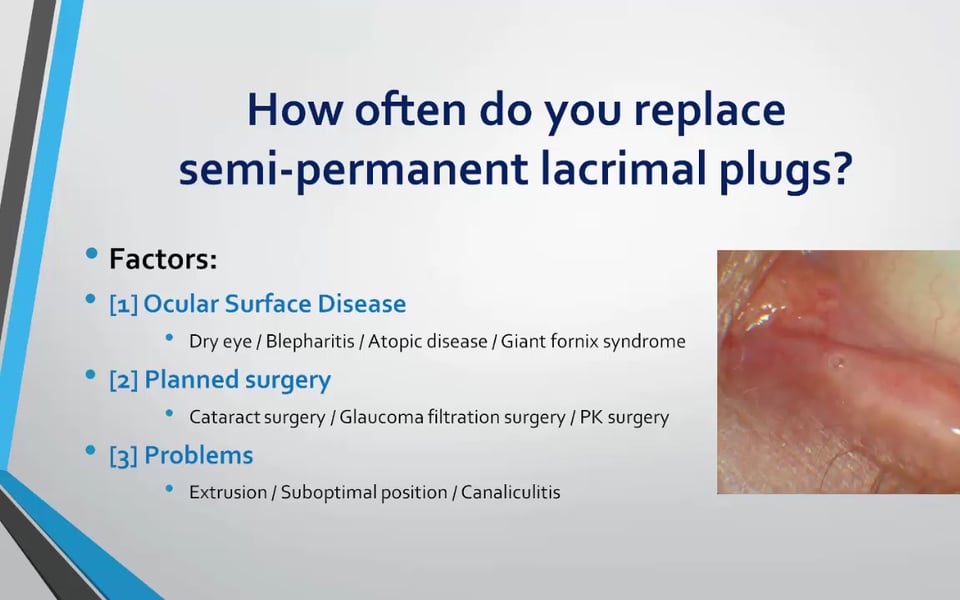 How often do you replace
semi-permanent lacrimal plugs?
• Factors:
• [1] Ocular Surface Disease
• Dry eye / Blepharitis / Atopic disease / Giant fornix syndrome
• [2] Planned surgery
• Cataract surgery / Glaucoma filtration surgery / PK surgery
• [3] Problems
• Extrusion / Suboptimal position / Canaliculitis